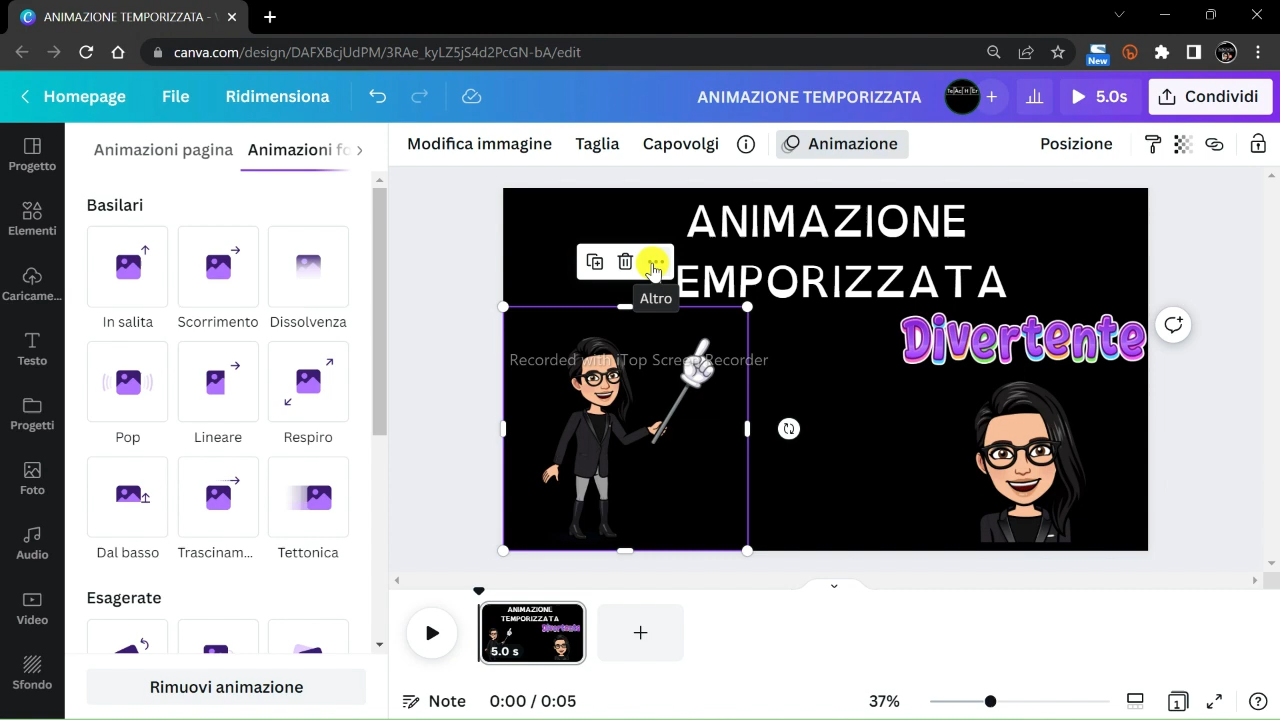 ANIMAZIONE TEMPORIZZATA -
canva.com/design/DAFXBcjUdPM/3RAe_kyLZ5jS4d2PcGN-bA/edit
New
Homepage File Ridimensiona ANIMAZIONE TEMPORIZZATA 5.0s Condividi
Progetto
Elementi
Caricame...
Testo
Progetti
Foto
Audio
Video
Sfondo
Animazioni pagina Animazioni fo
Basilari
In salita Scorrimento Dissolvenza
Pop Lineare Respiro
Dal basso Trascinam... Tettonica
Esagerate
Rimuovi animazione
Modifica immagine Taglia Capovolgi Animazione Posizione
ANIMAZIONE
EMPORIZZATA
Altro
Divertente
Recorded with iTop Screen Recorder
ANIMAZIONE
TEMPORIZZATA
Divertente
5.0 s
Note 0:00 / 0:05 37% 1